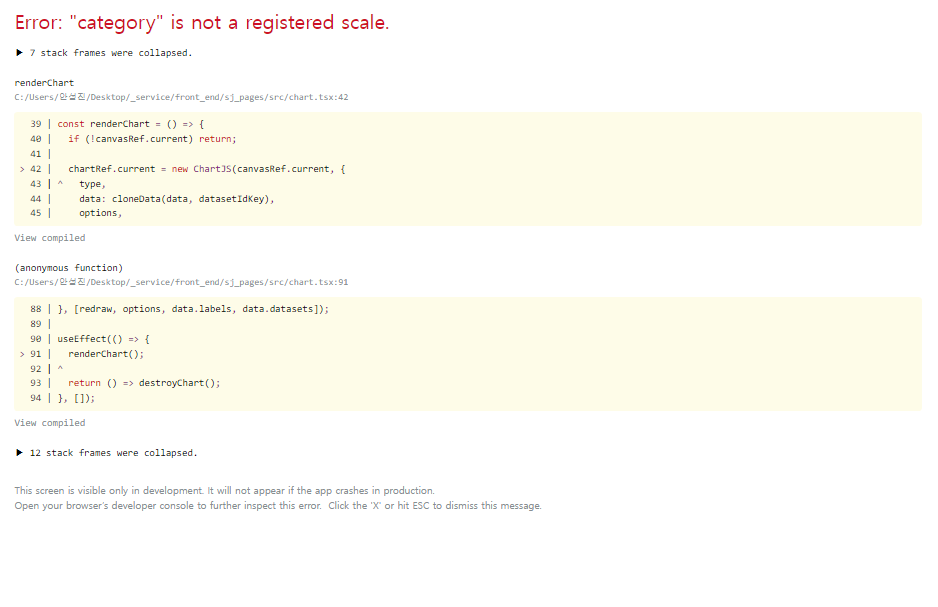 Error: "category" is not a registered scale.
▶ 7 stack frames were collapsed.
renderChart
C:/Users/안섭진/Desktop/_service/front_end/sj_pages/src/chart.tsx:42
39 | const renderChart = () => {
40 |   if (!canvasRef.current) return;
41 |
> 42 |   chartRef.current = new ChartJS(canvasRef.current, {
43 | ^   type,
44 |     data: cloneData(data, datasetIdKey),
45 |     options,
View compiled
(anonymous function)
C:/Users/안섭진/Desktop/_service/front_end/sj_pages/src/chart.tsx:91
88 | }, [redraw, options, data.labels, data.datasets]);
89 |
90 | useEffect(() => {
> 91 |   renderChart();
92 | ^
93 |   return () => destroyChart();
94 | }, []);
View compiled
▶ 12 stack frames were collapsed.
This screen is visible only in development. It will not appear if the app crashes in production.
Open your browser's developer console to further inspect this error.  Click the 'X' or hit ESC to dismiss this message.